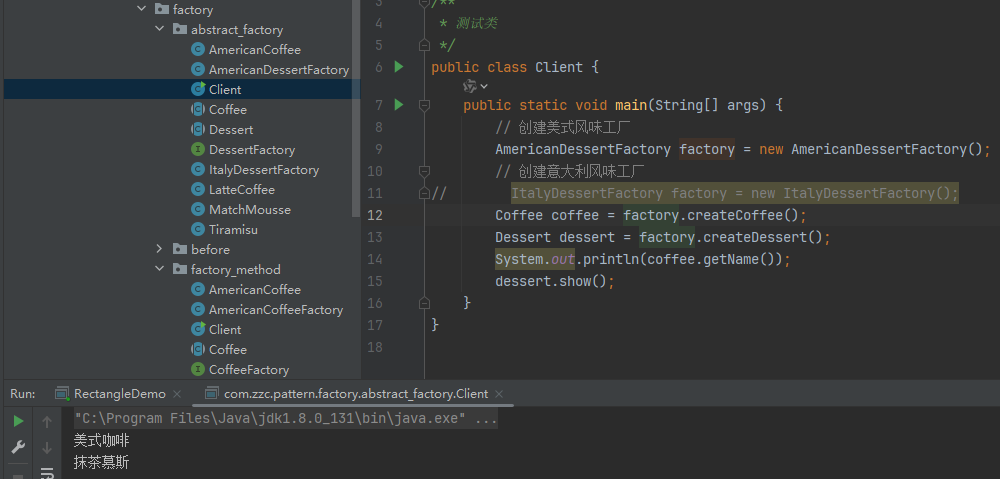 factory
abstract_factory
AmericanCoffee
AmericanDessertFactory
Client
Coffee
Dessert
DessertFactory
ItalyDessertFactory
LatteCoffee
MatchMousse
Tiramisu
before
factory_method
AmericanCoffee
AmericanCoffeeFactory
Client
Coffee
CoffeeFactory
3 /**
4 * 测试类
5 */
6 public class Client {
7 public static void main(String[] args) {
8 // 创建美式风味工厂
9 AmericanDessertFactory factory = new AmericanDessertFactory();
10 // 创建意大利风味工厂
11 // ItalyDessertFactory factory = new ItalyDessertFactory();
12 Coffee coffee = factory.createCoffee();
13 Dessert dessert = factory.createDessert();
14 System.out.println(coffee.getName());
15 dessert.show();
16 }
17 }
18
Run: RectangleDemo com.zzc.pattern.factory.abstract_factory.Client
"C:\Program Files\Java\jdk1.8.0_131\bin\java.exe" ...
美式咖啡
抹茶慕斯